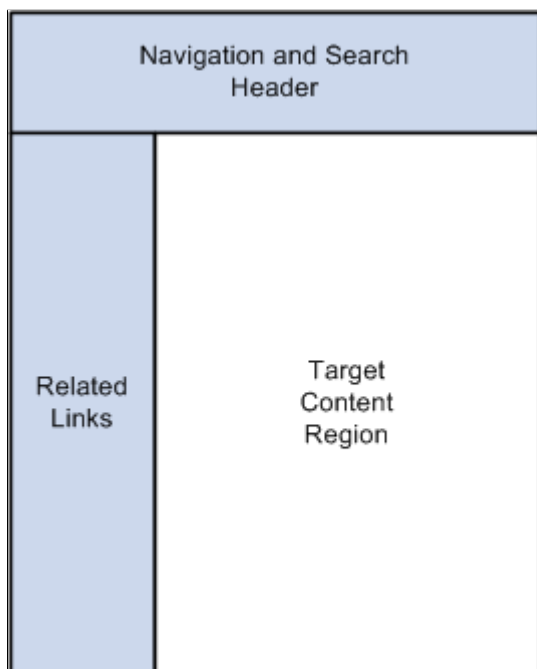 Navigation and Search
Header
Related
Links
Target
Content
Region